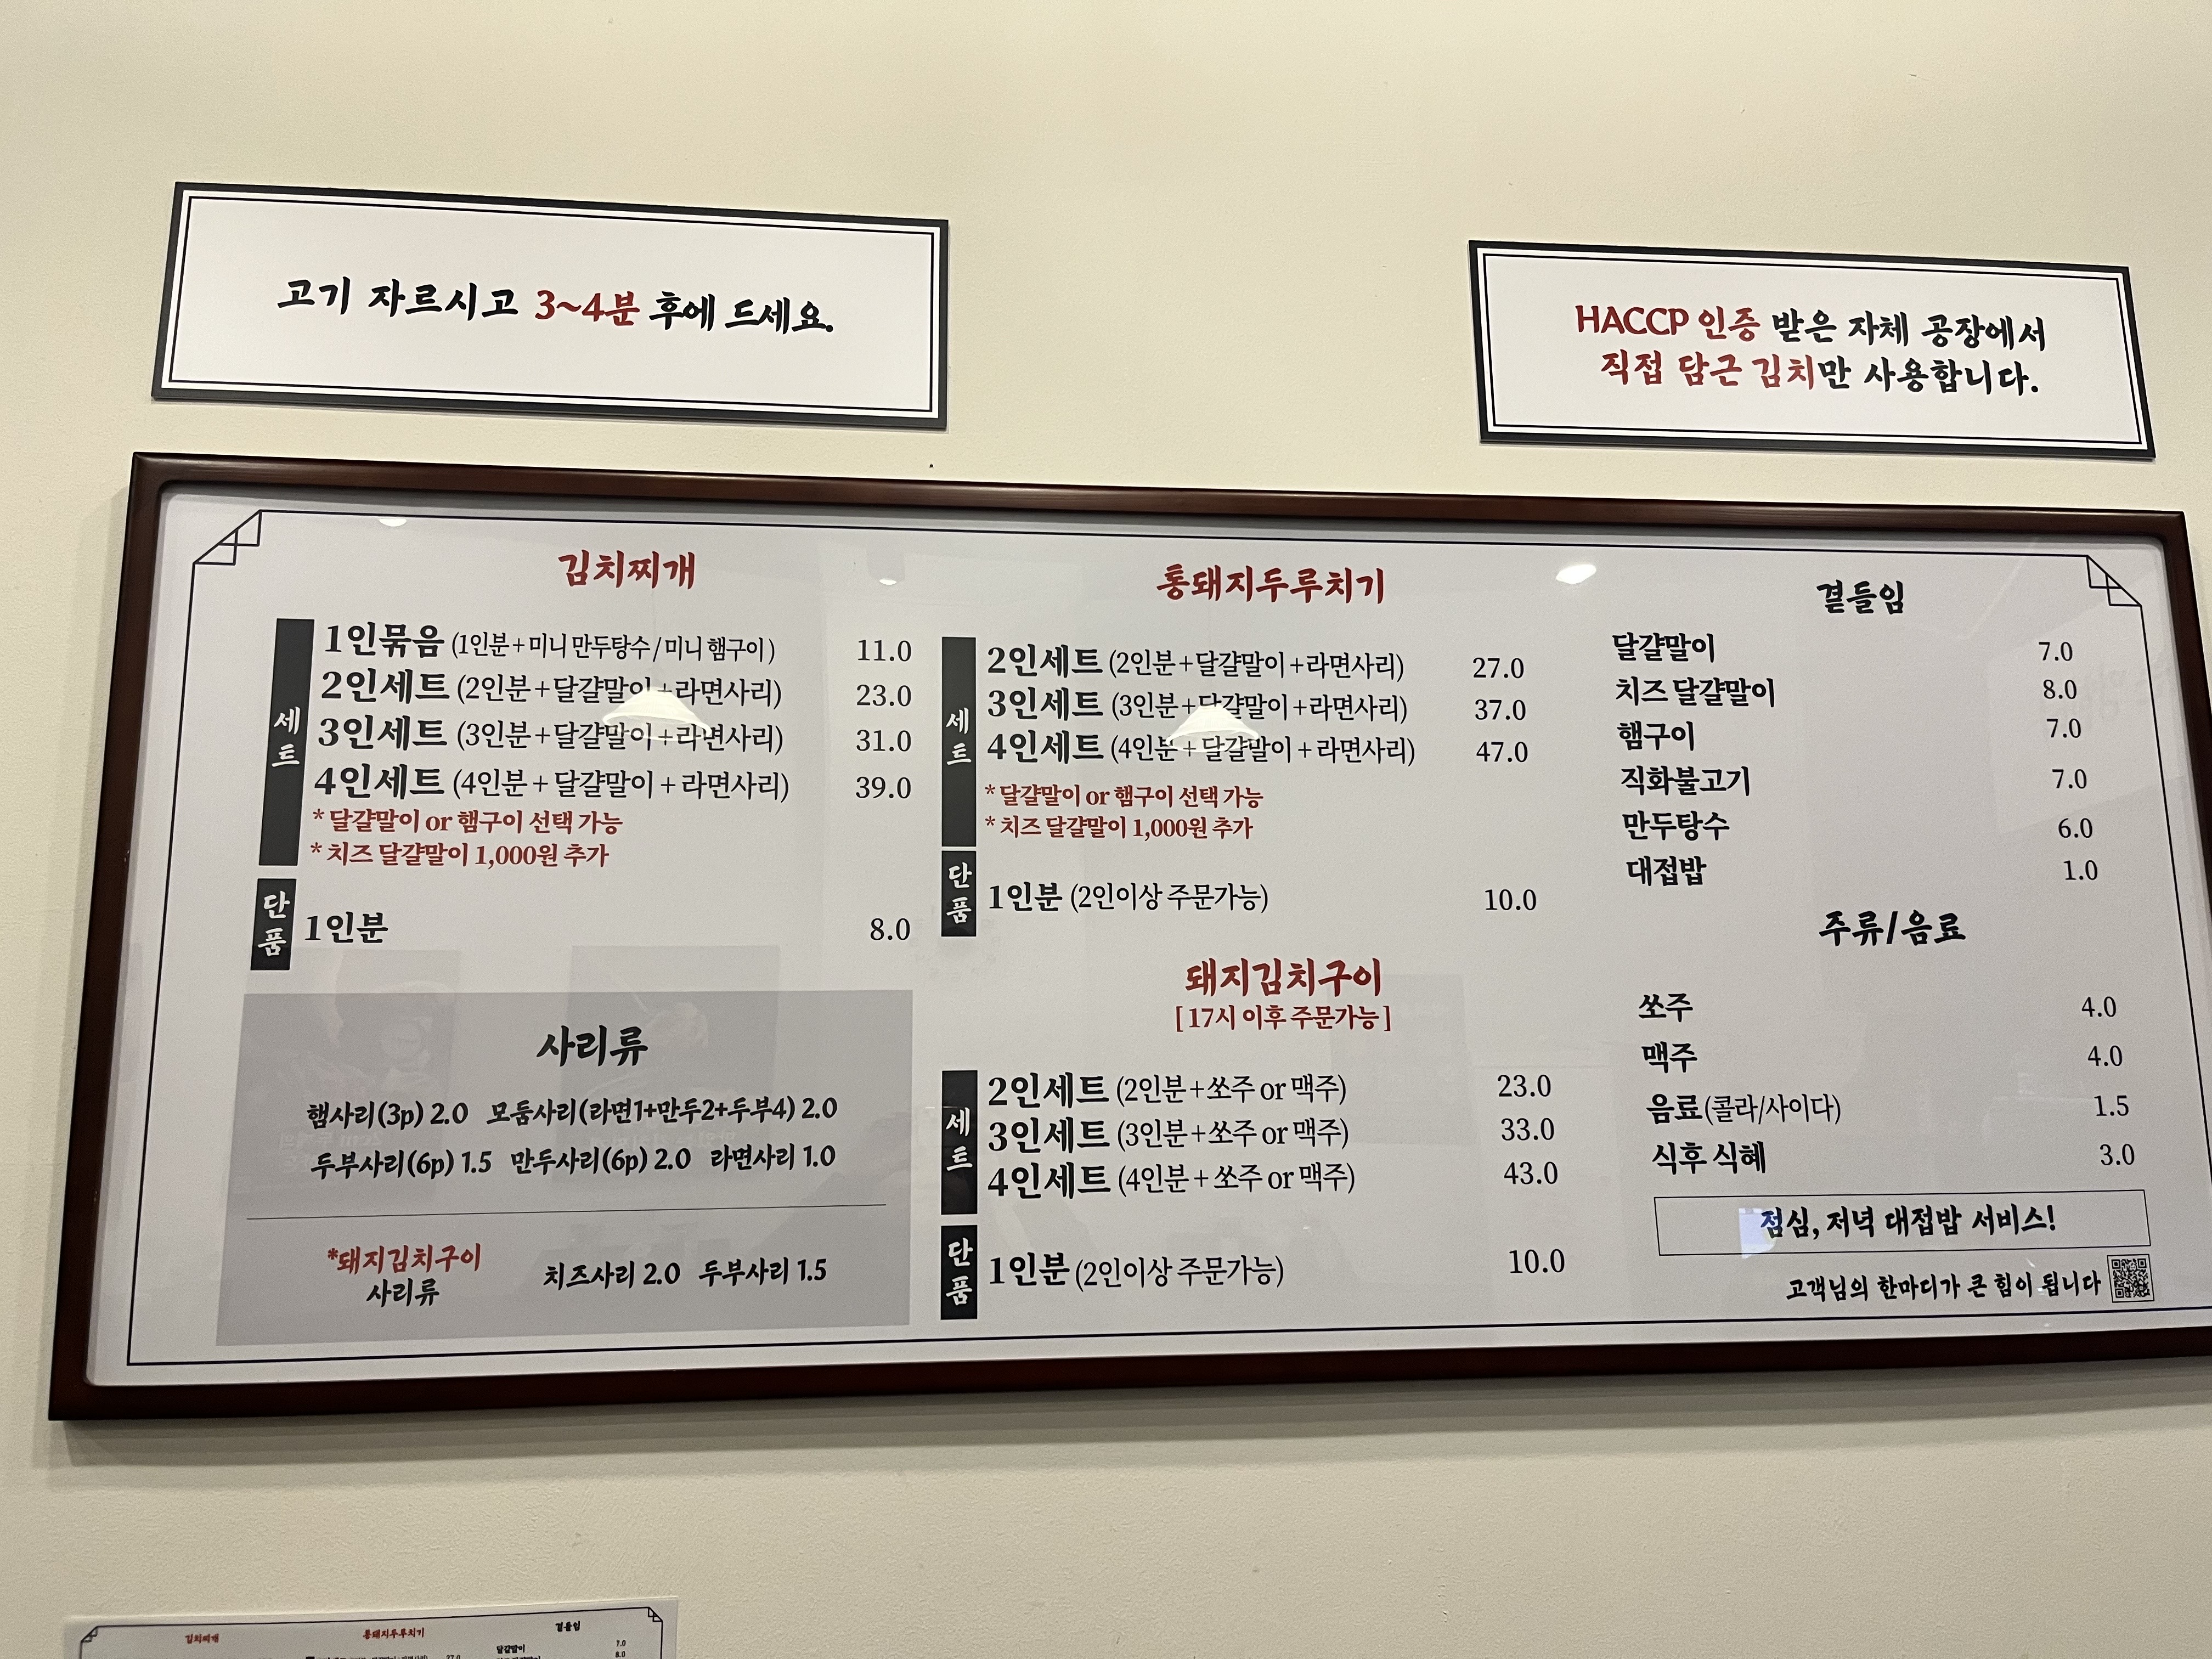 고기 자르시고 3~4분 후에 드세요.
HACCP 인증 받은 자체 공장에서
직접 담근 김치만 사용합니다.
김치찌개
세트
1인묶음 (1인분+미니 만두탕수/미니 햄구이) 11.0
2인세트 (2인분+달걀말이+라면사리) 23.0
3인세트 (3인분+달걀말이+라면사리) 31.0
4인세트 (4인분+달걀말이+라면사리) 39.0
* 달걀말이 or 햄구이 선택 가능
* 치즈 달걀말이 1,000원 추가
단품
1인분 8.0
사리류
햄사리(3p) 2.0 모둠사리(라면1+만두2+두부4) 2.0
두부사리(6p) 1.5 만두사리(6p) 2.0 라면사리 1.0
*돼지김치구이
사리류
치즈사리 2.0 두부사리 1.5
통돼지두루치기
세트
2인세트 (2인분+달걀말이+라면사리) 27.0
3인세트 (3인분+달걀말이+라면사리) 37.0
4인세트 (4인분+달걀말이+라면사리) 47.0
* 달걀말이 or 햄구이 선택 가능
* 치즈 달걀말이 1,000원 추가
단품
1인분 (2인이상 주문가능) 10.0
돼지김치구이
[ 17시 이후 주문가능 ]
세트
2인세트 (2인분+쏘주 or 맥주) 23.0
3인세트 (3인분+쏘주 or 맥주) 33.0
4인세트 (4인분+쏘주 or 맥주) 43.0
단품
1인분 (2인이상 주문가능) 10.0
곁들임
달걀말이 7.0
치즈 달걀말이 8.0
햄구이 7.0
직화불고기 7.0
만두탕수 6.0
대접밥 1.0
주류/음료
쏘주 4.0
맥주 4.0
음료(콜라/사이다) 1.5
식후 식혜 3.0
점심, 저녁 대접밥 서비스!
고객님의 한마디가 큰 힘이 됩니다
김치찌개
통돼지두루치기
곁들임
달걀말이 7.0
27.0
8.0